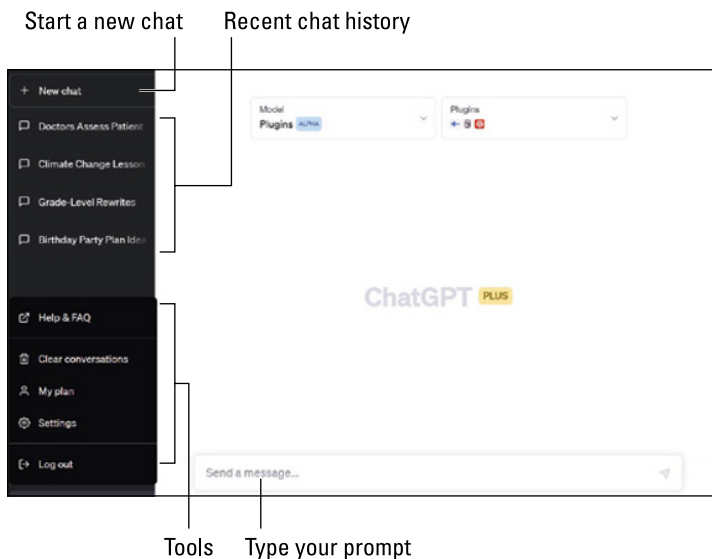 Start a new chat
Recent chat history
+ New chat
Model
Plugins ALPHA
Plugins
Doctors Assess Patient
Climate Change Lesson
Grade-Level Rewrites
Birthday Party Plan Idea
ChatGPT PLUS
Help & FAQ
Clear conversations
My plan
Settings
Log out
Send a message...
Tools
Type your prompt